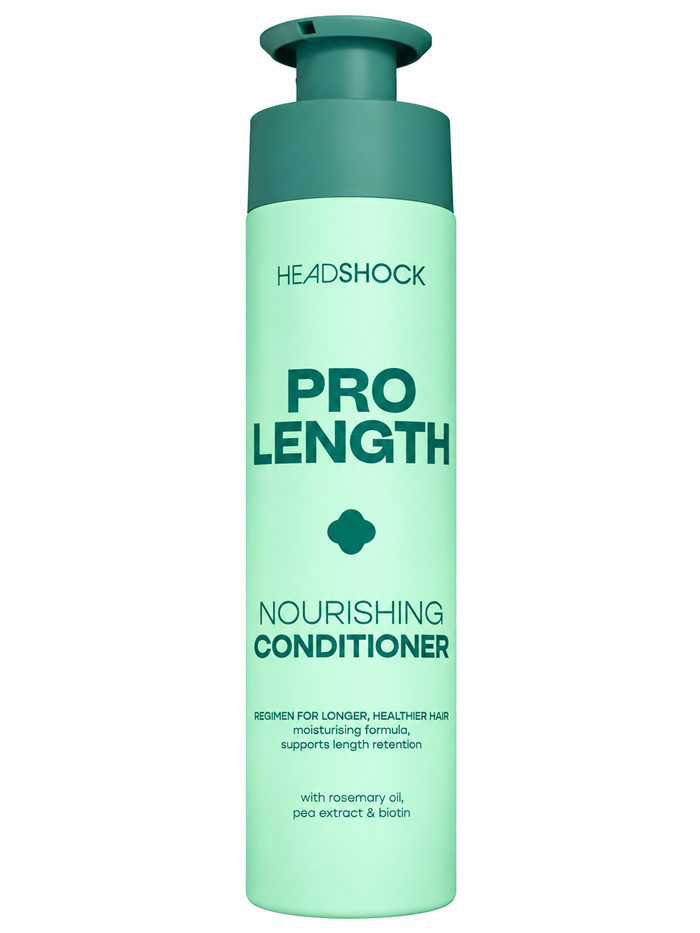 HEADSHOCK
PRO
LENGTH
NOURISHING
CONDITIONER
REGIMEN FOR LONGER, HEALTHIER HAIR
moisturising formula,
supports length retention
with rosemary oil,
pea extract & biotin